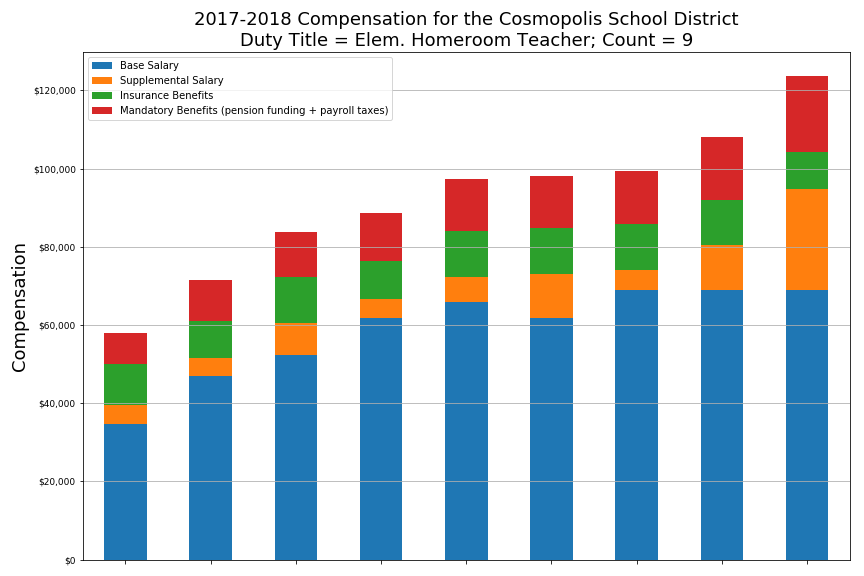 2017-2018 Compensation for the Cosmopolis School District
Duty Title = Elem. Homeroom Teacher; Count = 9
Base Salary
Supplemental Salary
Insurance Benefits
Mandatory Benefits (pension funding + payroll taxes)
$120,000
$100,000
$80,000
$60,000
$40,000
$20,000
$0
Compensation